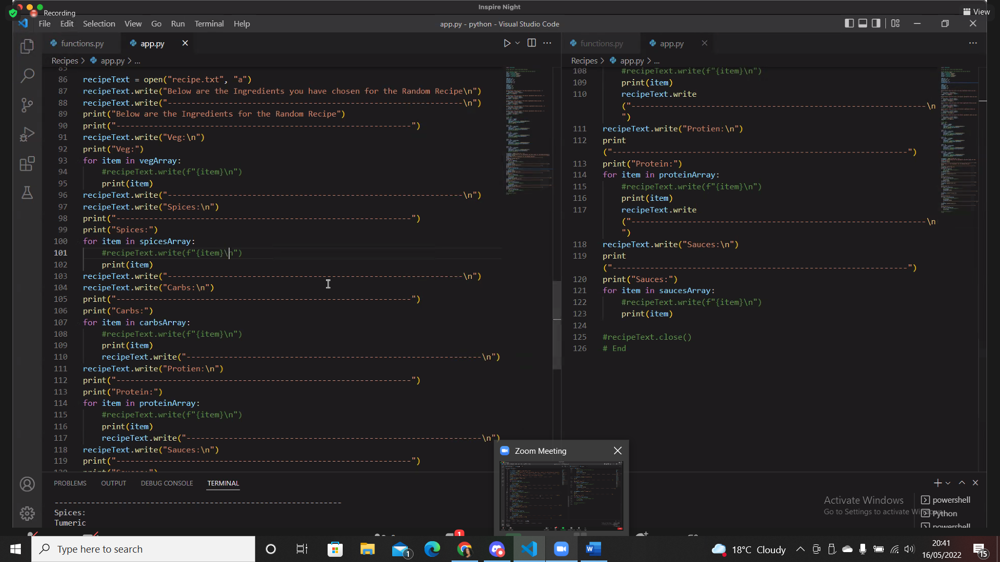 Inspire Night
Recording
View
File Edit Selection View Go Run Terminal Help
app.py - python - Visual Studio Code
functions.py app.py
functions.py app.py
Recipes > app.py > ...
Recipes > app.py > ...
85
86 recipeText = open("recipe.txt", "a")
87 recipeText.write("Below are the Ingredients you have chosen for the Random Recipe\n")
88 recipeText.write("---------------------------------------------------------------\n")
89 print("Below are the Ingredients for the Random Recipe")
90 print("---------------------------------------------------------------")
91 recipeText.write("Veg:\n")
92 print("Veg:")
93 for item in vegArray:
94 #recipeText.write(f"{item}\n")
95 print(item)
96 recipeText.write("---------------------------------------------------------------\n")
97 recipeText.write("Spices:\n")
98 print("---------------------------------------------------------------")
99 print("Spices:")
100 for item in spicesArray:
101 #recipeText.write(f"{item}\n")
102 print(item)
103 recipeText.write("---------------------------------------------------------------\n")
104 recipeText.write("Carbs:\n")
105 print("---------------------------------------------------------------")
106 print("Carbs:")
107 for item in carbsArray:
108 #recipeText.write(f"{item}\n")
109 print(item)
110 recipeText.write("---------------------------------------------------------------\n")
111 recipeText.write("Protien:\n")
112 print("---------------------------------------------------------------")
113 print("Protein:")
114 for item in proteinArray:
115 #recipeText.write(f"{item}\n")
116 print(item)
117 recipeText.write("---------------------------------------------------------------\n")
118 recipeText.write("Sauces:\n")
119 print("---------------------------------------------------------------")
108 #recipeText.write(f"{item}\n")
109 print(item)
110 recipeText.write
("---------------------------------------------------------------\n
")
111 recipeText.write("Protien:\n")
112 print
("---------------------------------------------------------------")
113 print("Protein:")
114 for item in proteinArray:
115 #recipeText.write(f"{item}\n")
116 print(item)
117 recipeText.write
("---------------------------------------------------------------\n
")
118 recipeText.write("Sauces:\n")
119 print
("---------------------------------------------------------------")
120 print("Sauces:")
121 for item in saucesArray:
122 #recipeText.write(f"{item}\n")
123 print(item)
124
125 #recipeText.close()
126 # End
Zoom Meeting
PROBLEMS OUTPUT DEBUG CONSOLE TERMINAL
---------------------------------------------------------------
Spices:
Tumeric
powershell
Python
powershell
Activate Windows
Go to Settings to activate
1
Type here to search
1
18°C Cloudy
20:41
16/05/2022
15